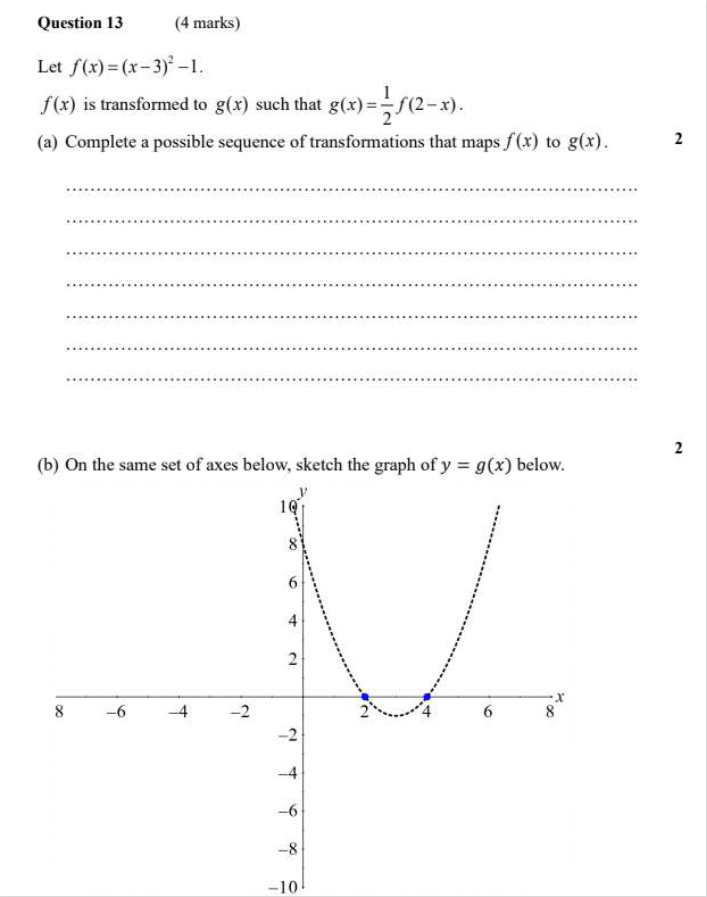 Question 13 (4 marks)
Let f(x)=(x−3)²−1.
f(x) is transformed to g(x) such that g(x)=1/2 f(2−x).
(a) Complete a possible sequence of transformations that maps f(x) to g(x). 2
2
(b) On the same set of axes below, sketch the graph of y = g(x) below.
y
10
8
6
4
2
x
8 −6 −4 −2 2 4 6 8
−2
−4
−6
−8
−10